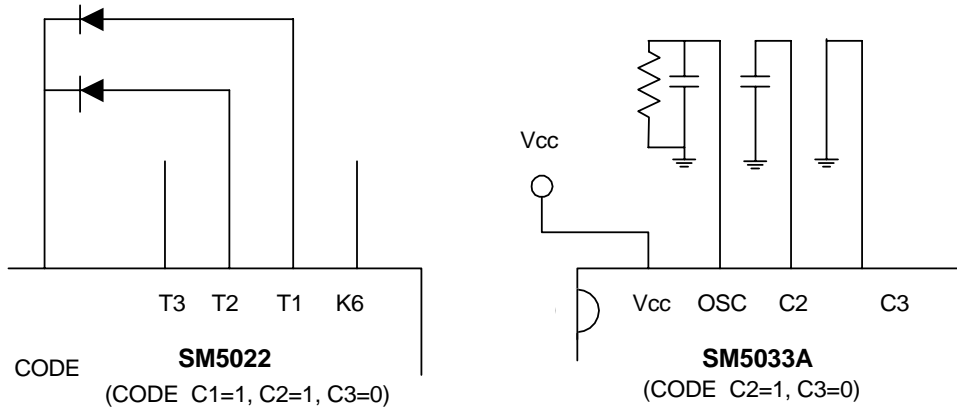 Vcc
T3 T2 T1 K6
CODE
SM5022
(CODE C1=1, C2=1, C3=0)
Vcc OSC C2 C3
SM5033A
(CODE C2=1, C3=0)